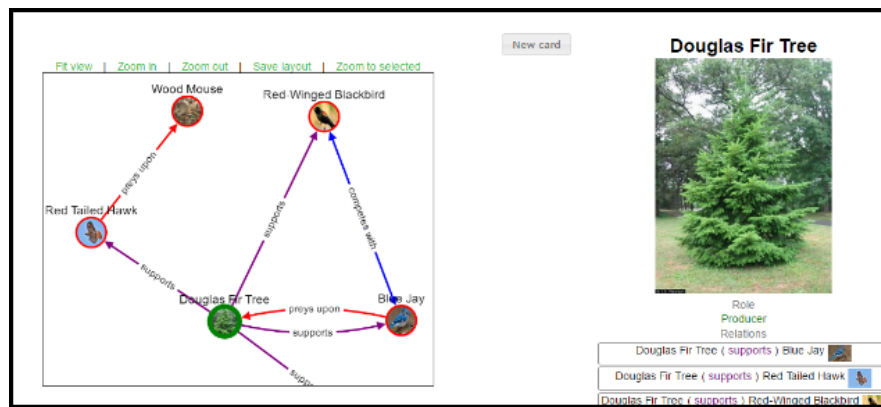 New card
Douglas Fir Tree
Fit view | Zoom in | Zoom out | Save layout | Zoom to selected
Wood Mouse
Red-Winged Blackbird
preys upon
supports
competes with
Red Tailed Hawk
supports
Douglas Fir Tree
preys upon
Blue Jay
supports
supp
Role
Producer
Relations
Douglas Fir Tree ( supports ) Blue Jay
Douglas Fir Tree ( supports ) Red Tailed Hawk
Douglas Fir Tree ( supports ) Red-Winged Blackbird